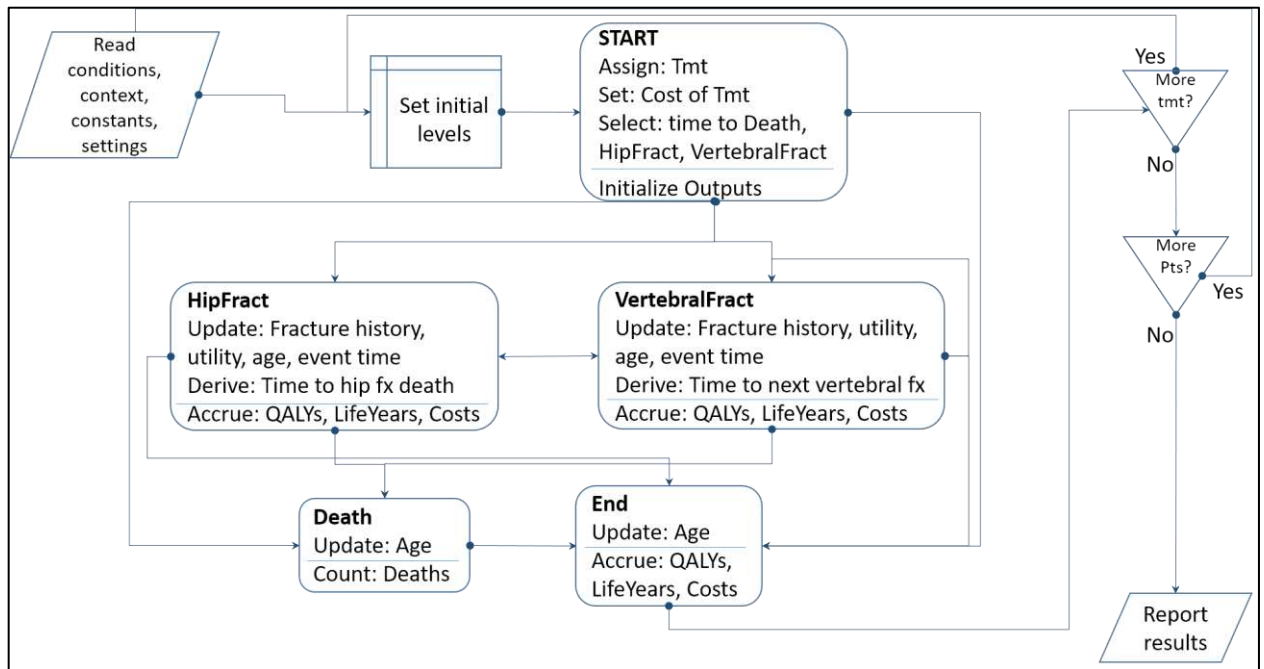 Read
conditions,
context,
constants,
settings
Set initial
levels
START
Assign: Tmt
Set: Cost of Tmt
Select: time to Death,
HipFract, VertebralFract
Initialize Outputs
Yes
More
tmt?
No
More
Pts?
Yes
No
HipFract
Update: Fracture history,
utility, age, event time
Derive: Time to hip fx death
Accrue: QALYs, LifeYears, Costs
VertebralFract
Update: Fracture history, utility,
age, event time
Derive: Time to next vertebral fx
Accrue: QALYs, LifeYears, Costs
Death
Update: Age
Count: Deaths
End
Update: Age
Accrue: QALYs,
LifeYears, Costs
Report
results